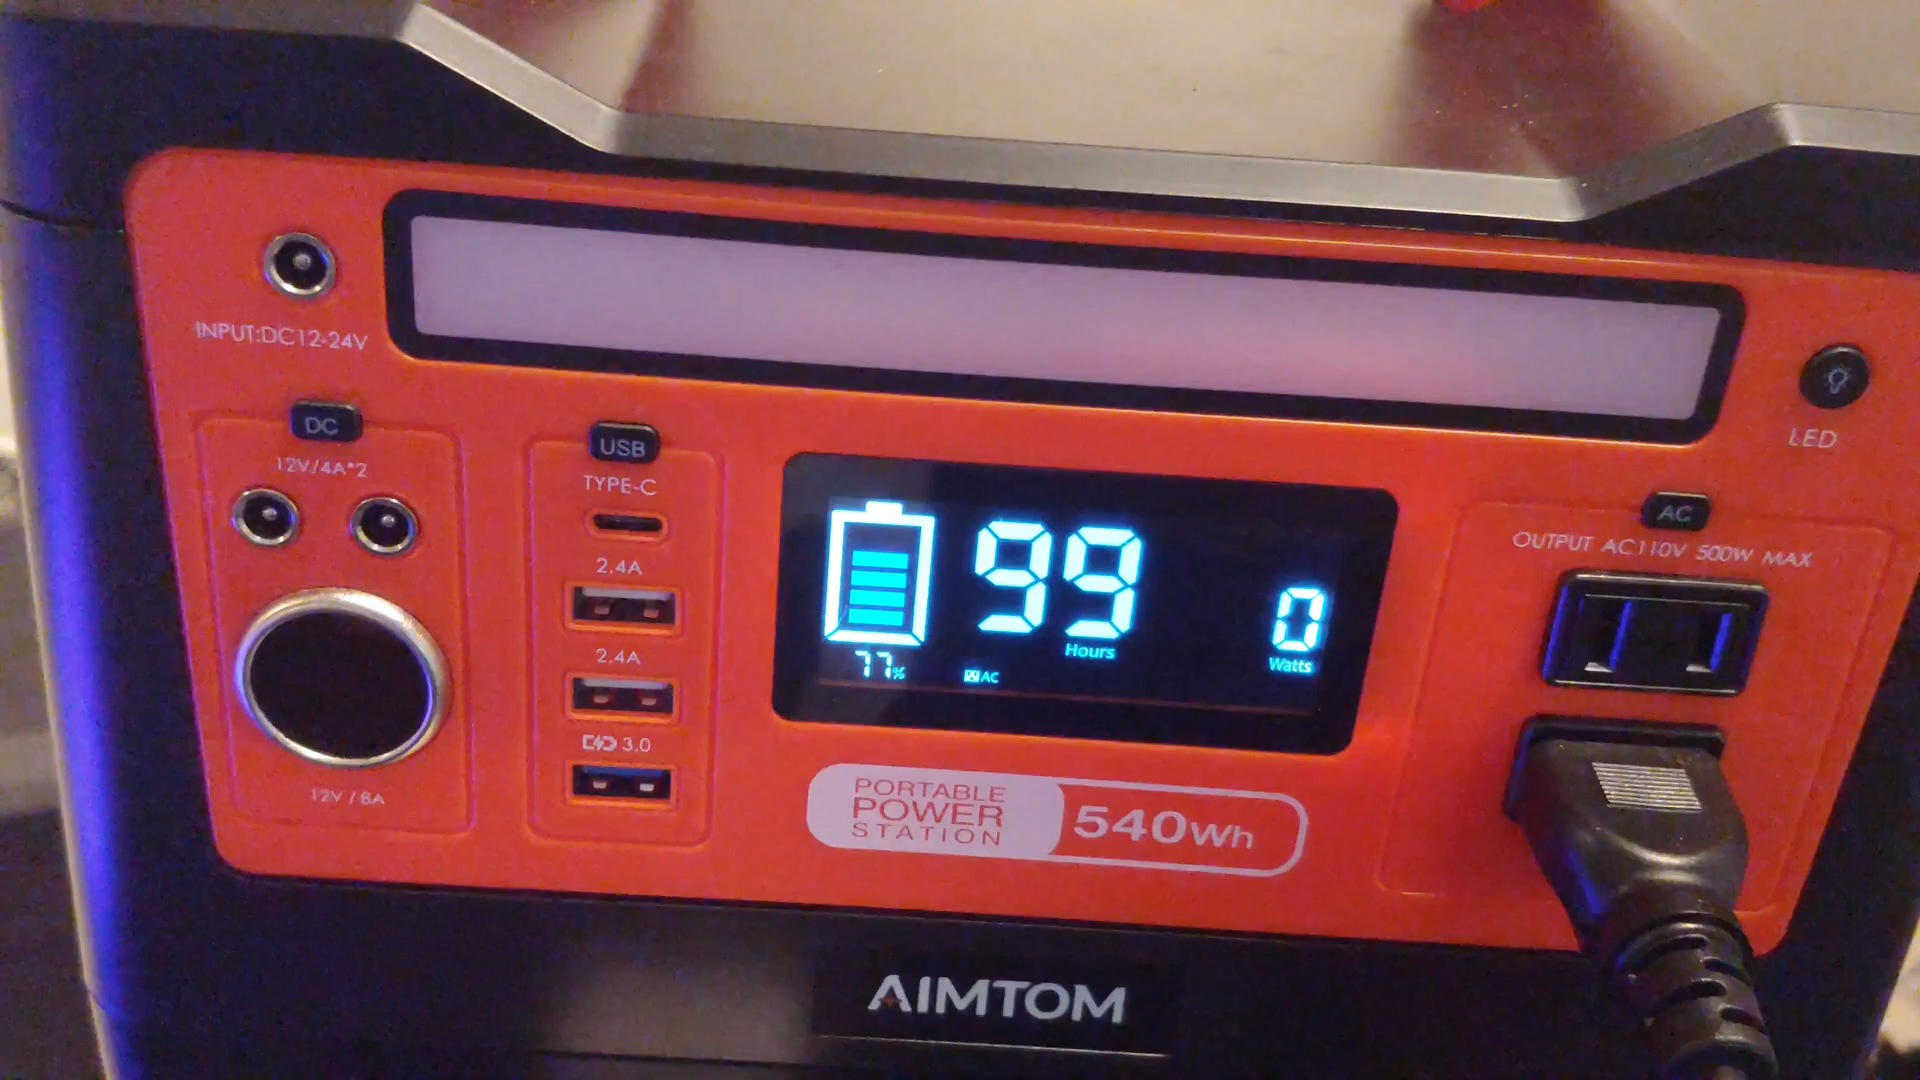 INPUT:DC12-24V
LED
DC
12V/4A*2
12V / 8A
USB
TYPE-C
2.4A
2.4A
3.0
99
Hours
77%
AC
0
Watts
AC
OUTPUT AC110V 500W MAX
PORTABLE
POWER
STATION
540Wh
AIMTOM